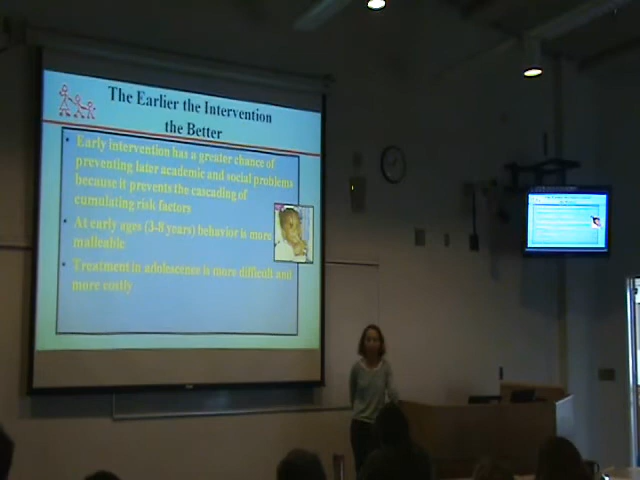 The Earlier the Intervention
the Better
• Early intervention has a greater chance of
preventing later academic and social problems
because it prevents the cascading of
cumulating risk factors
• At early ages (3-8 years) behavior is more
malleable
• Treatment in adolescence is more difficult and
more costly